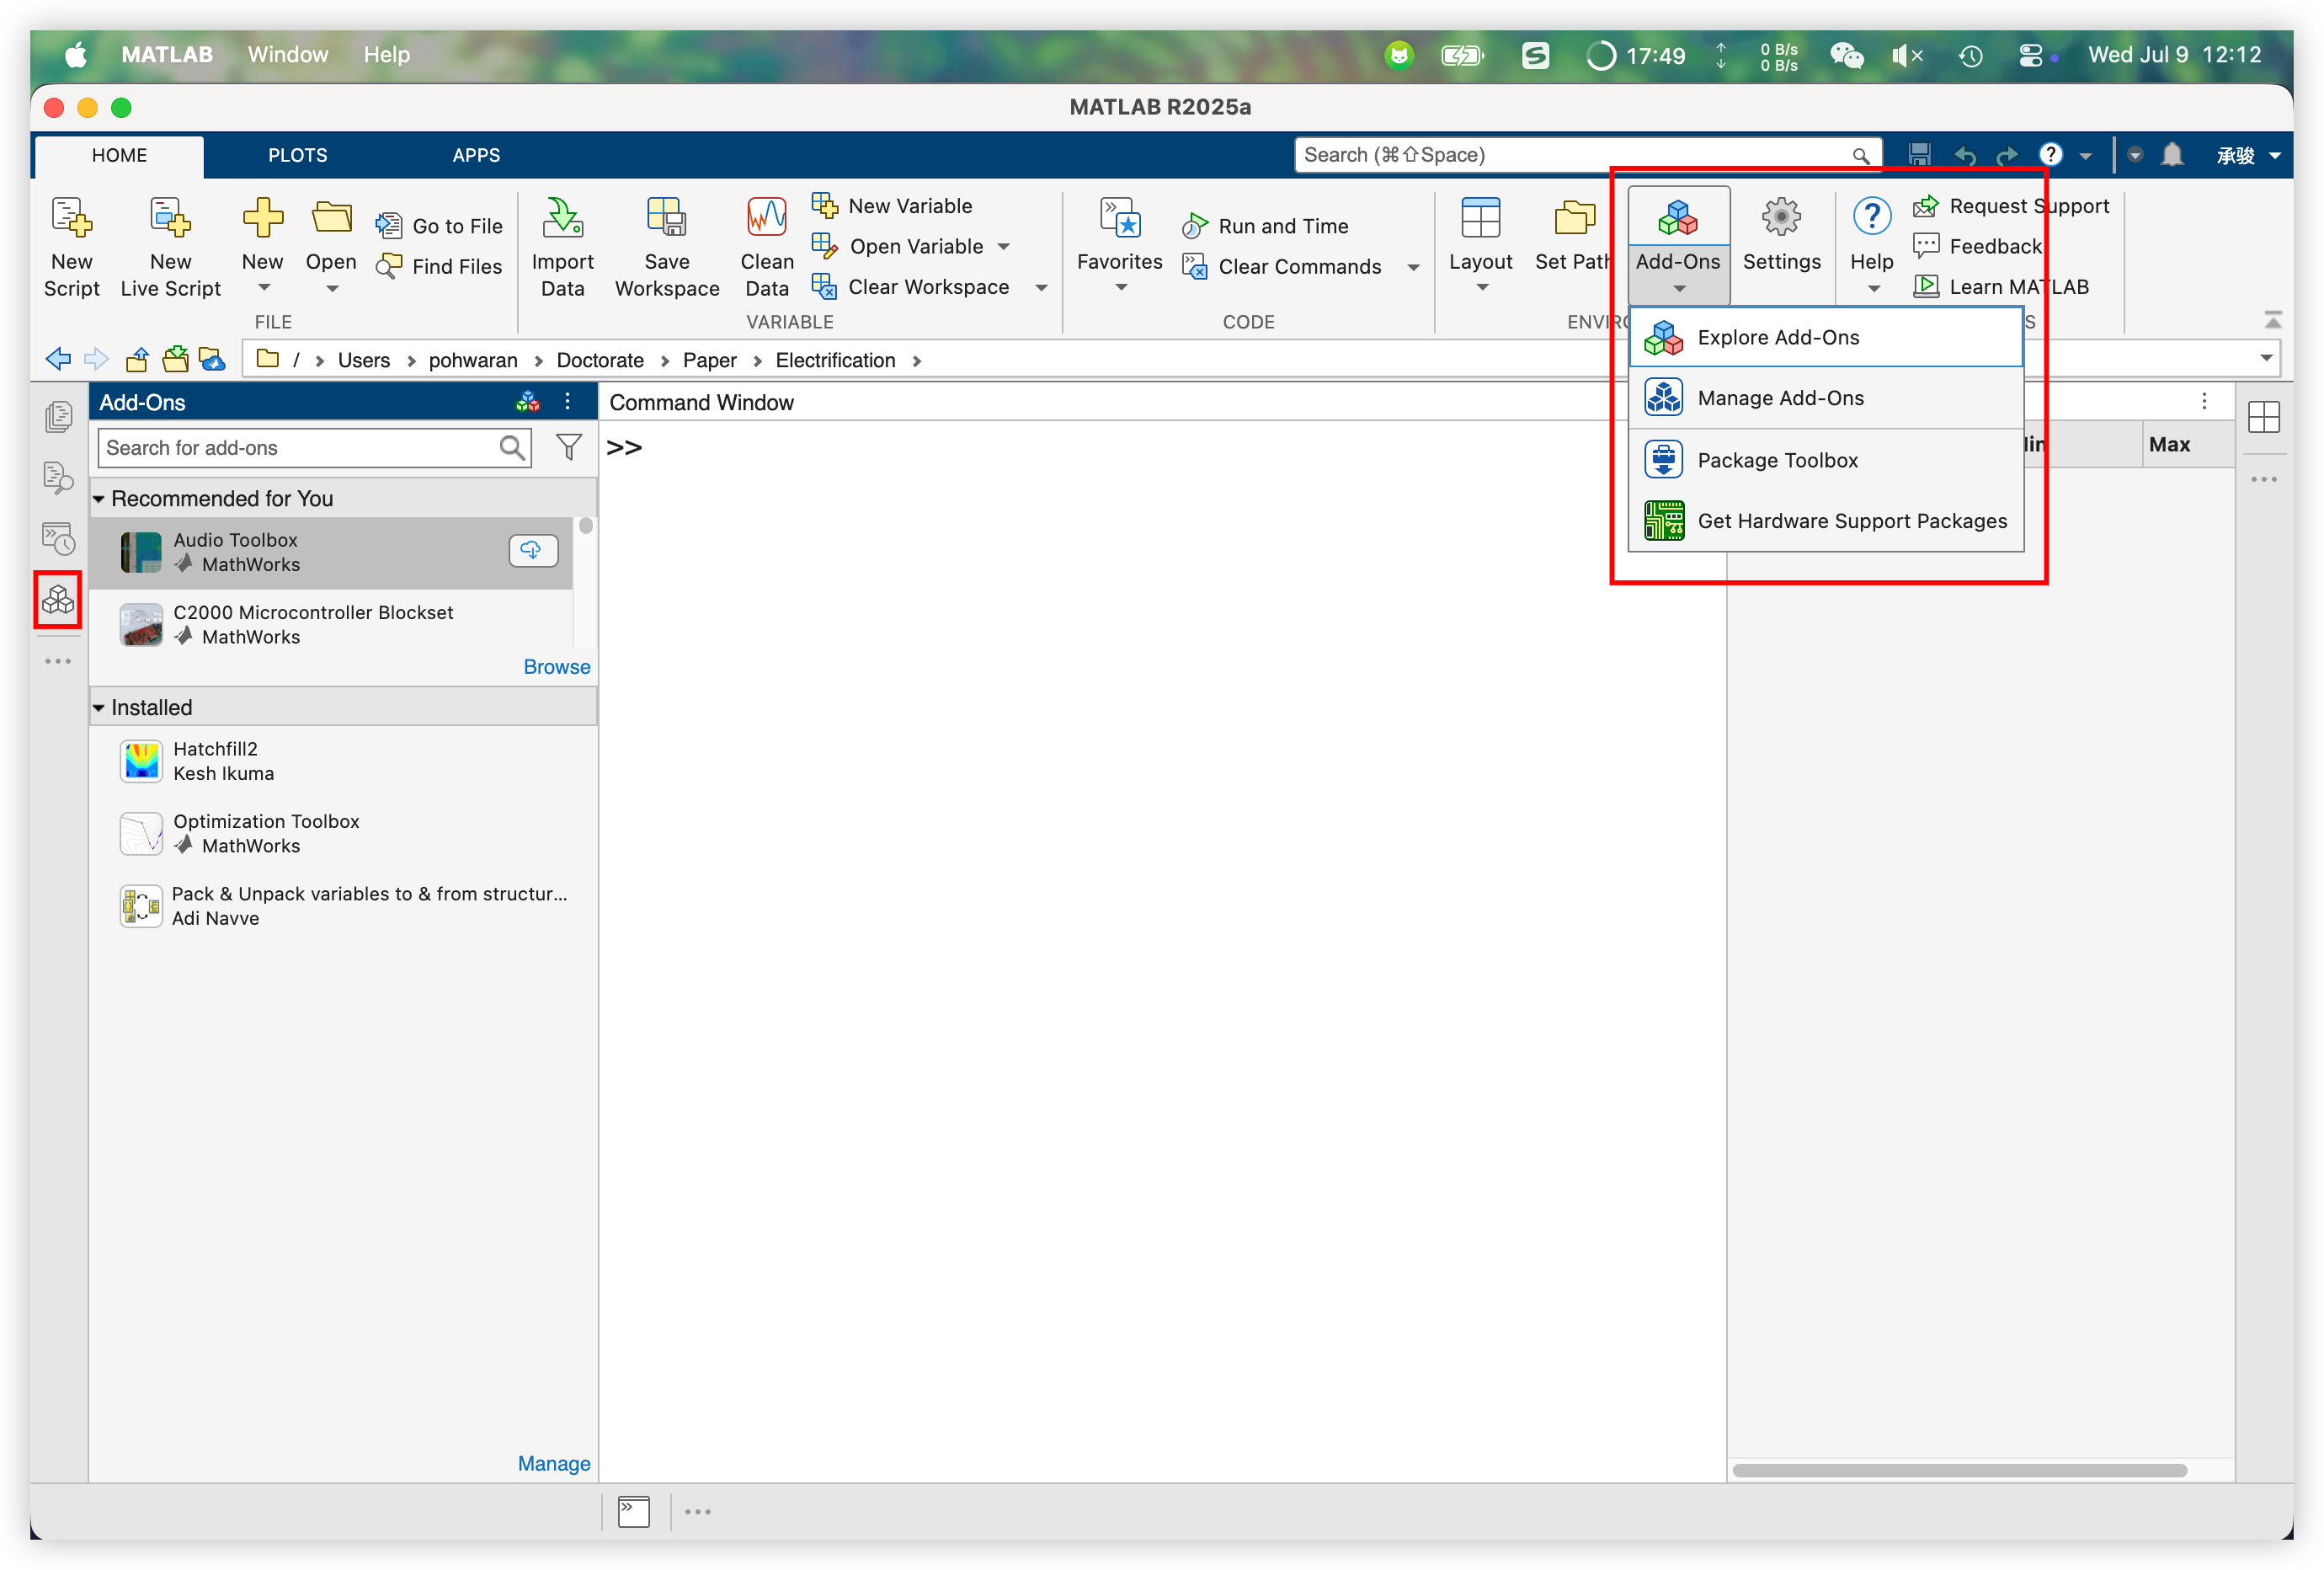 MATLAB Window Help
17:49
0 B/s
0 B/s
Wed Jul 9 12:12
MATLAB R2025a
HOME PLOTS APPS
Search (⌘⇧Space)
承骏
New Script
New Live Script
New
Open
Go to File
Find Files
FILE
Import Data
Save Workspace
Clean Data
New Variable
Open Variable
Clear Workspace
VARIABLE
Favorites
Run and Time
Clear Commands
CODE
Layout
Set Path
Add-Ons
Settings
ENVIRO
Help
Request Support
Feedback
Learn MATLAB
S
/ › Users › pohwaran › Doctorate › Paper › Electrification ›
Explore Add-Ons
Manage Add-Ons
Package Toolbox
Get Hardware Support Packages
Add-Ons
Search for add-ons
Recommended for You
Audio Toolbox
MathWorks
C2000 Microcontroller Blockset
MathWorks
Browse
Installed
Hatchfill2
Kesh Ikuma
Optimization Toolbox
MathWorks
Pack & Unpack variables to & from structur...
Adi Navve
Manage
Command Window
>>
Max